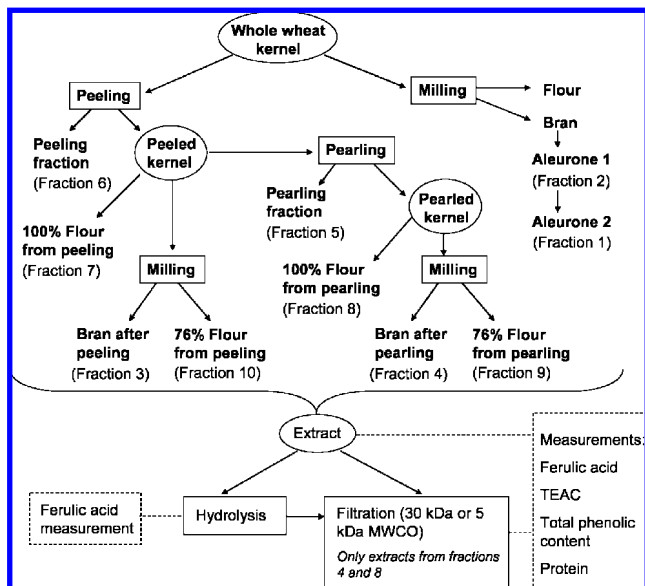 Whole wheat
kernel
Peeling
Milling
Flour
Bran
Peeling
fraction
(Fraction 6)
Peeled
kernel
Pearling
Aleurone 1
(Fraction 2)
Pearling
fraction
(Fraction 5)
Pearled
kernel
Aleurone 2
(Fraction 1)
100% Flour
from peeling
(Fraction 7)
Milling
100% Flour
from pearling
(Fraction 8)
Milling
Bran after
peeling
(Fraction 3)
76% Flour
from peeling
(Fraction 10)
Bran after
pearling
(Fraction 4)
76% Flour
from pearling
(Fraction 9)
Extract
Measurements:
Ferulic acid
TEAC
Total phenolic
content
Protein
Ferulic acid
measurement
Hydrolysis
Filtration (30 kDa or 5
kDa MWCO)
Only extracts from fractions
4 and 8